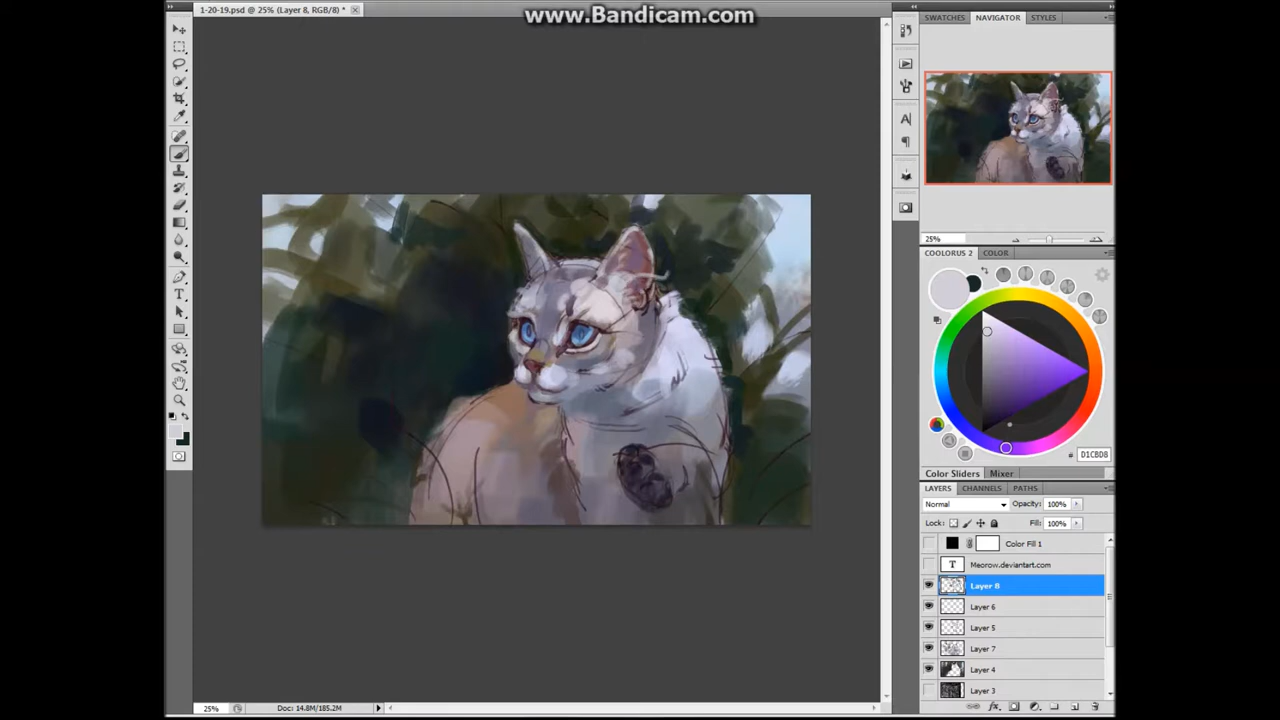 www.Bandicam.com
1-20-19.psd @ 25% (Layer 8, RGB/8) *
SWATCHES NAVIGATOR STYLES
A
25%
COOLORUS 2 COLOR
# D1CBD8
Color Sliders Mixer
LAYERS CHANNELS PATHS
Normal Opacity: 100%
Lock: Fill: 100%
Color Fill 1
T Meorow.deviantart.com
Layer 8
Layer 6
Layer 5
Layer 7
Layer 4
Layer 3
25% Doc: 14.8M/185.2M